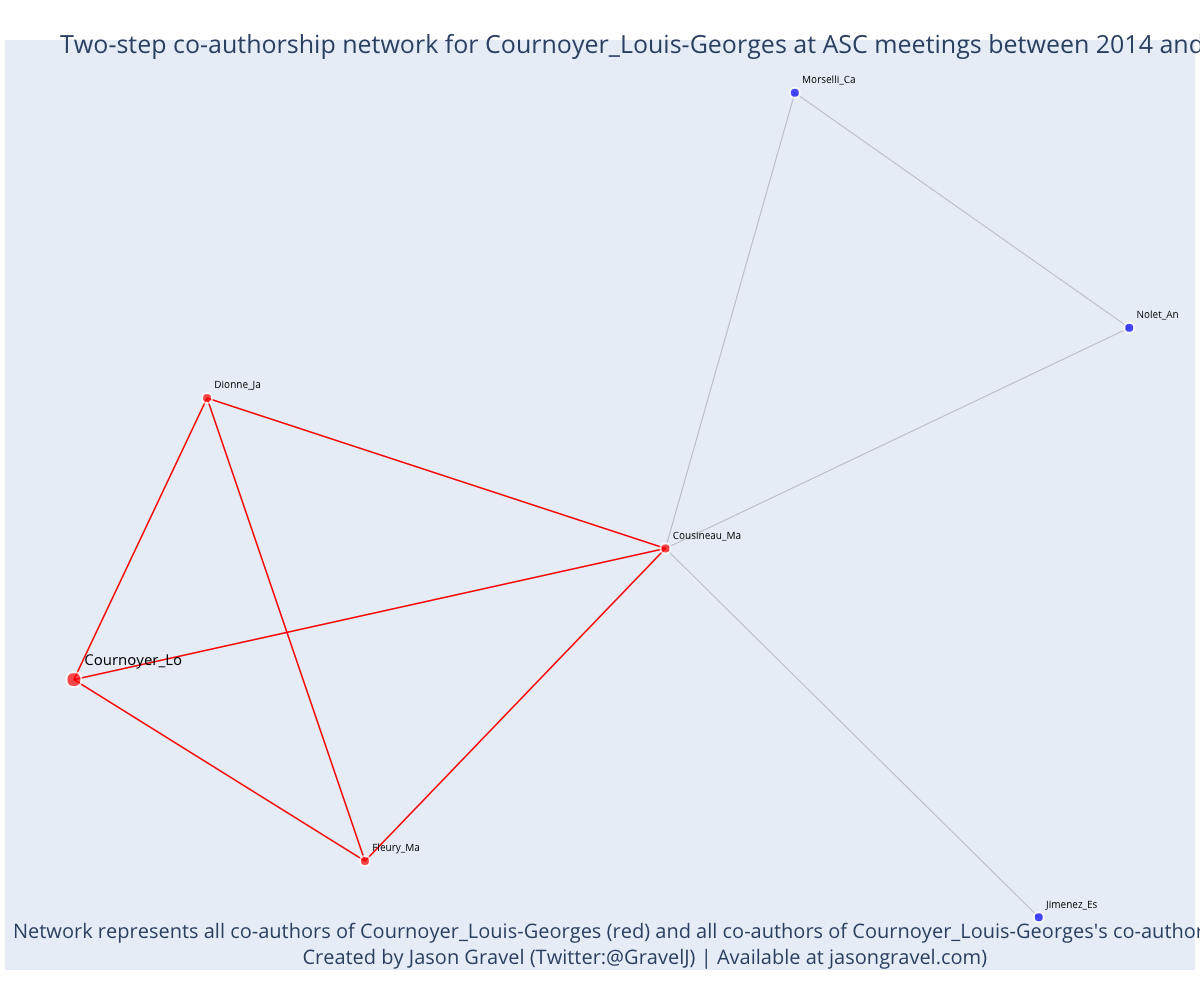 Two-step co-authorship network for Cournoyer_Louis-Georges at ASC meetings between 2014 and
Morselli_Ca
Nolet_An
Dionne_Ja
Cousineau_Ma
Cournoyer_Lo
Fleury_Ma
Jimenez_Es
Network represents all co-authors of Cournoyer_Louis-Georges (red) and all co-authors of Cournoyer_Louis-Georges's
Created by Jason Gravel (Twitter:@GravelJ) | Available at jasongravel.com)